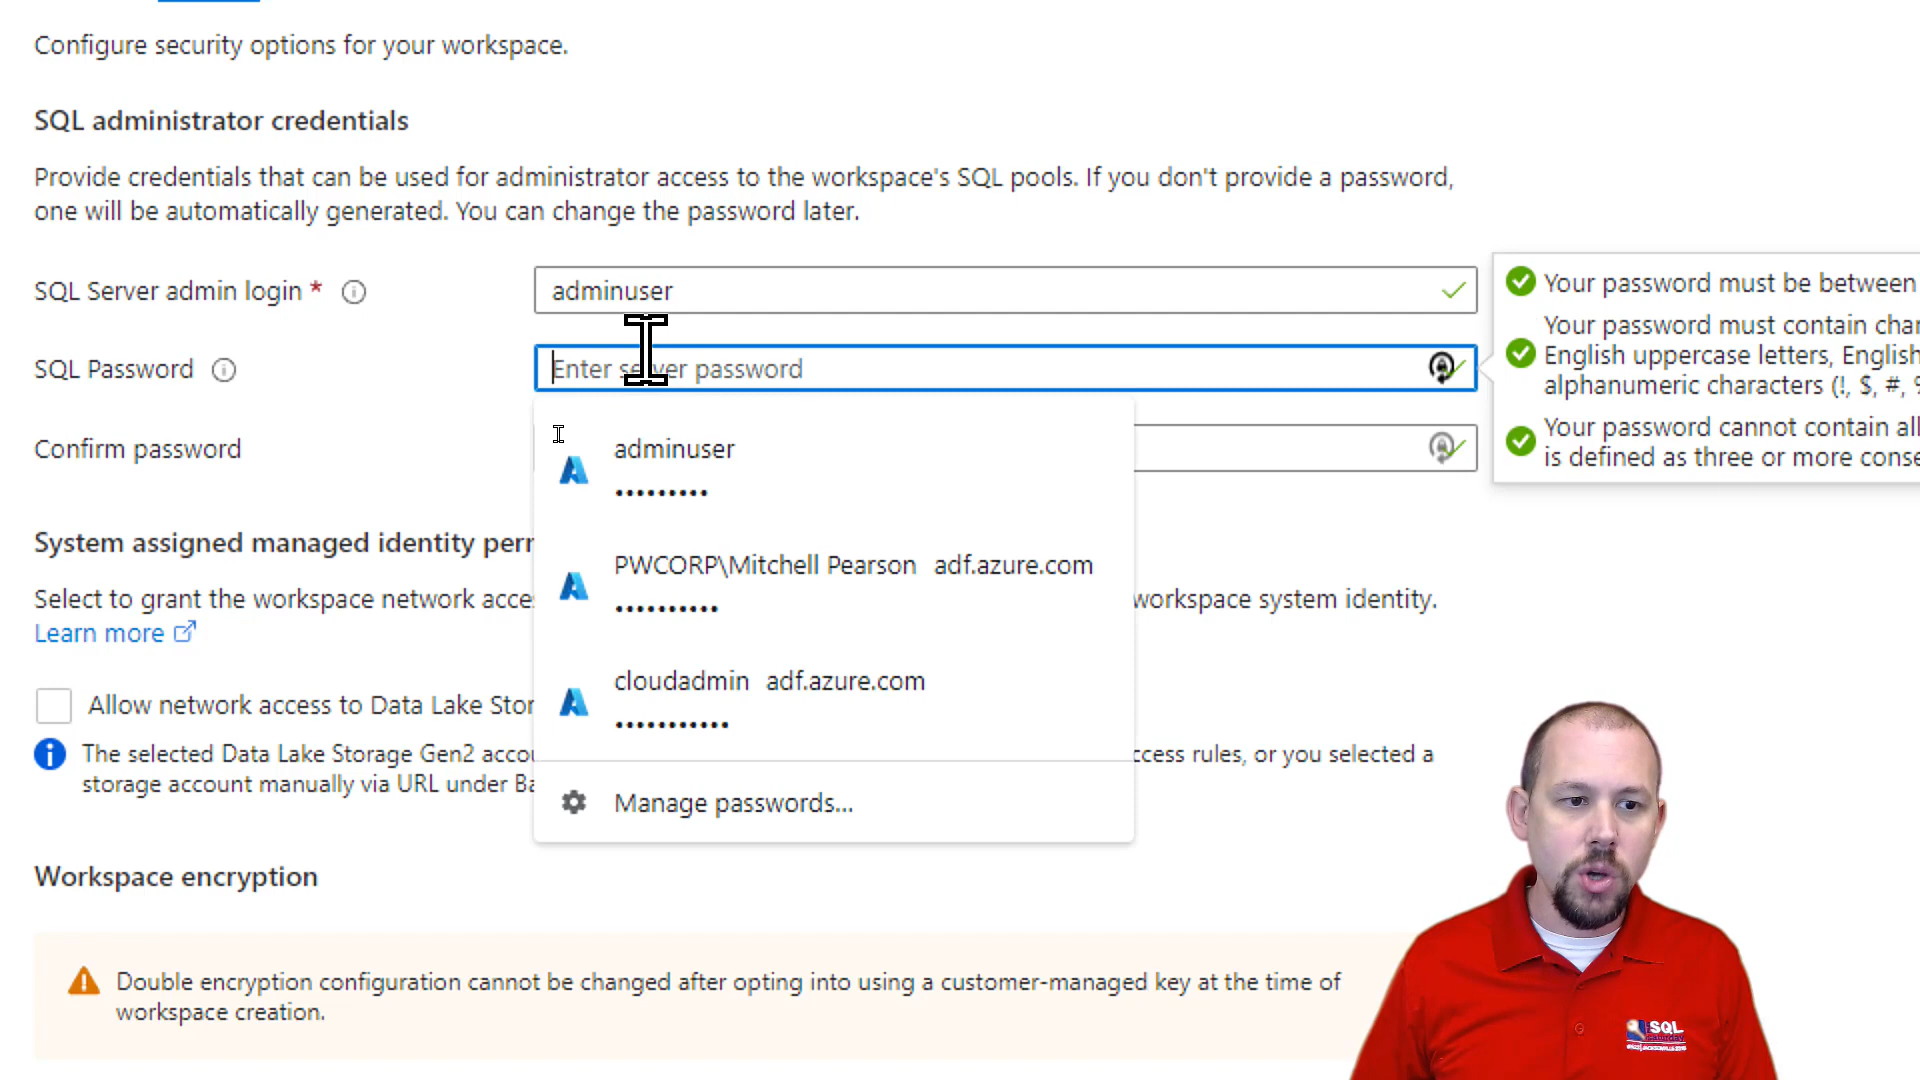 Configure security options for your workspace.
SQL administrator credentials
Provide credentials that can be used for administrator access to the workspace's SQL pools. If you don't provide a password,
one will be automatically generated. You can change the password later.
SQL Server admin login *
adminuser
Your password must be between
Your password must contain char
English uppercase letters, English
alphanumeric characters (!, $, #, %
SQL Password
Enter server password
Your password cannot contain all
is defined as three or more conse
Confirm password
adminuser
•••••••••
System assigned managed identity perr
PWCORP\Mitchell Pearson adf.azure.com
••••••••••
Select to grant the workspace network acce
workspace system identity.
Learn more
cloudadmin adf.azure.com
•••••••••••
Allow network access to Data Lake Stor
The selected Data Lake Storage Gen2 acco
ccess rules, or you selected a
storage account manually via URL under Ba
Manage passwords...
Workspace encryption
Double encryption configuration cannot be changed after opting into using a customer-managed key at the time of
workspace creation.
SQL